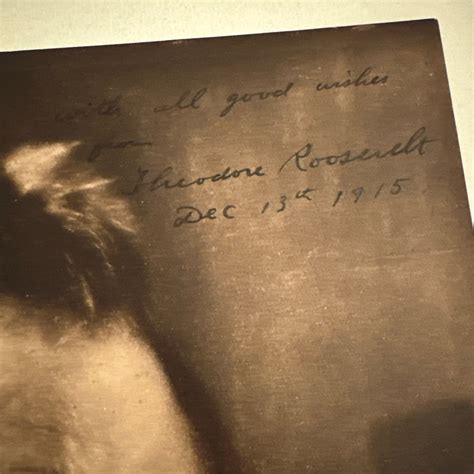 with all good wishes
from
Theodore Roosevelt
Dec 13th 1915